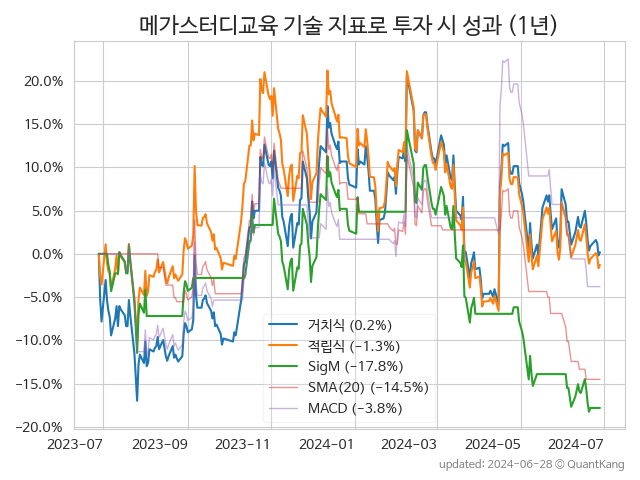 메가스터디교육 기술 지표로 투자 시 성과 (1년)
20.0%
15.0%
10.0%
5.0%
0.0%
−5.0%
−10.0%
−15.0%
−20.0%
거치식 (0.2%)
적립식 (−1.3%)
SigM (−17.8%)
SMA(20) (−14.5%)
MACD (−3.8%)
2023-07 2023-09 2023-11 2024-01 2024-03 2024-05 2024-07
updated: 2024-06-28 © QuantKang